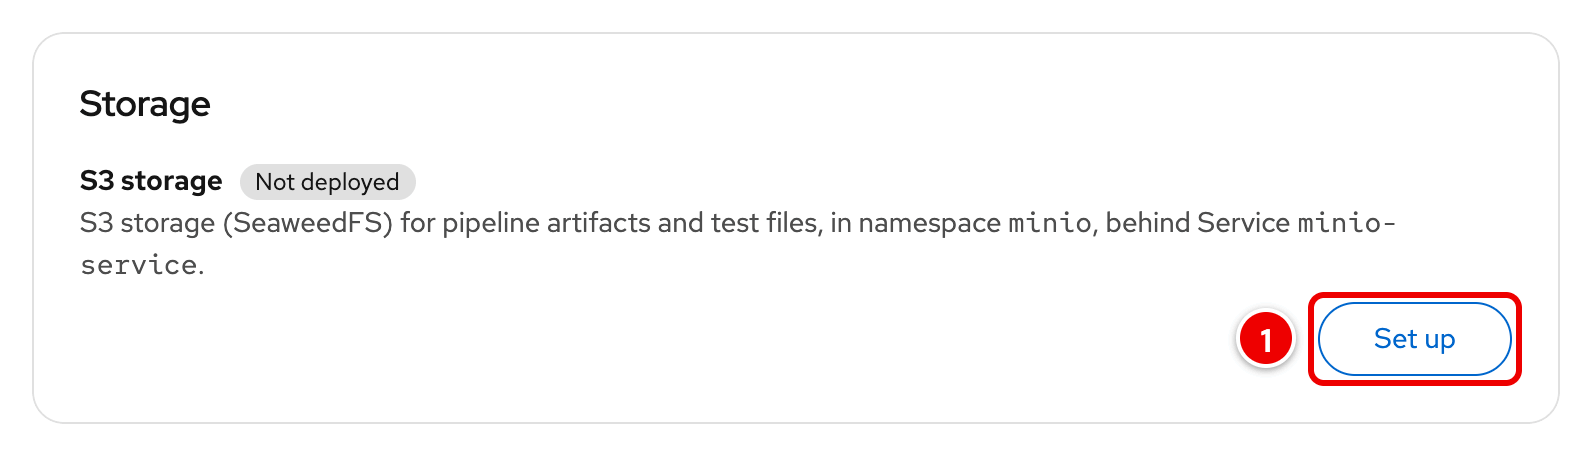 Storage
S3 storage Not deployed
S3 storage (SeaweedFS) for pipeline artifacts and test files, in namespace minio, behind Service minio-
service.
1 Set up